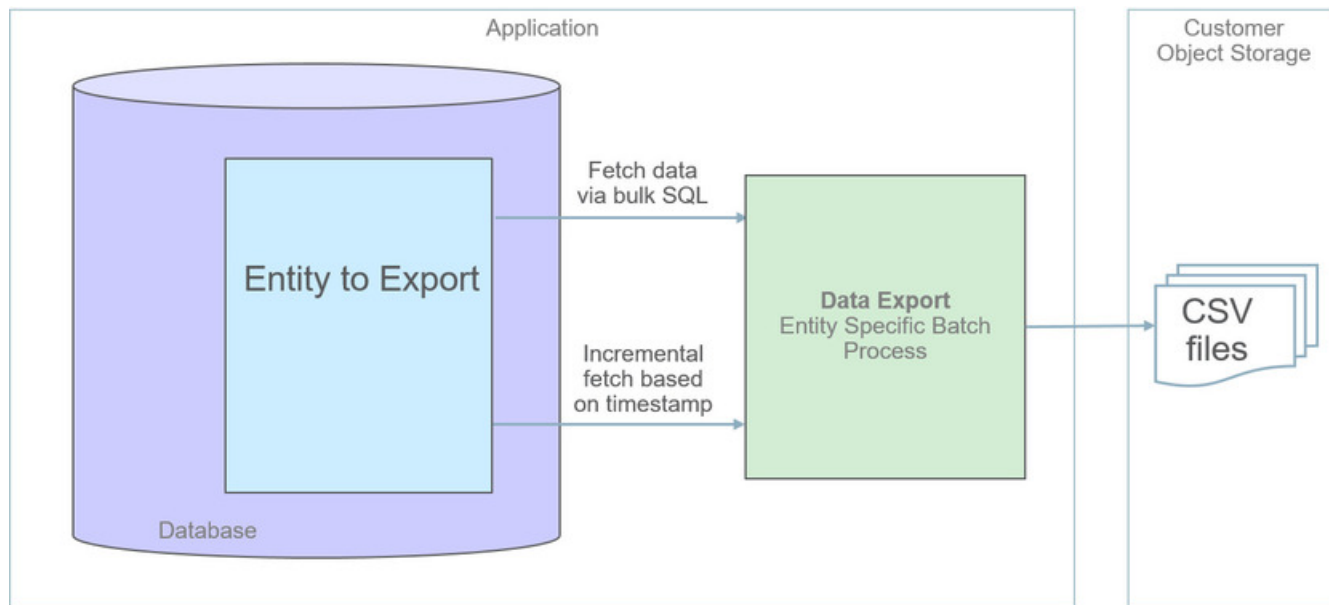 Application
Customer
Object Storage
Fetch data
via bulk SQL
Entity to Export
Data Export
Entity Specific Batch
Process
Incremental
fetch based
on timestamp
CSV
files
Database